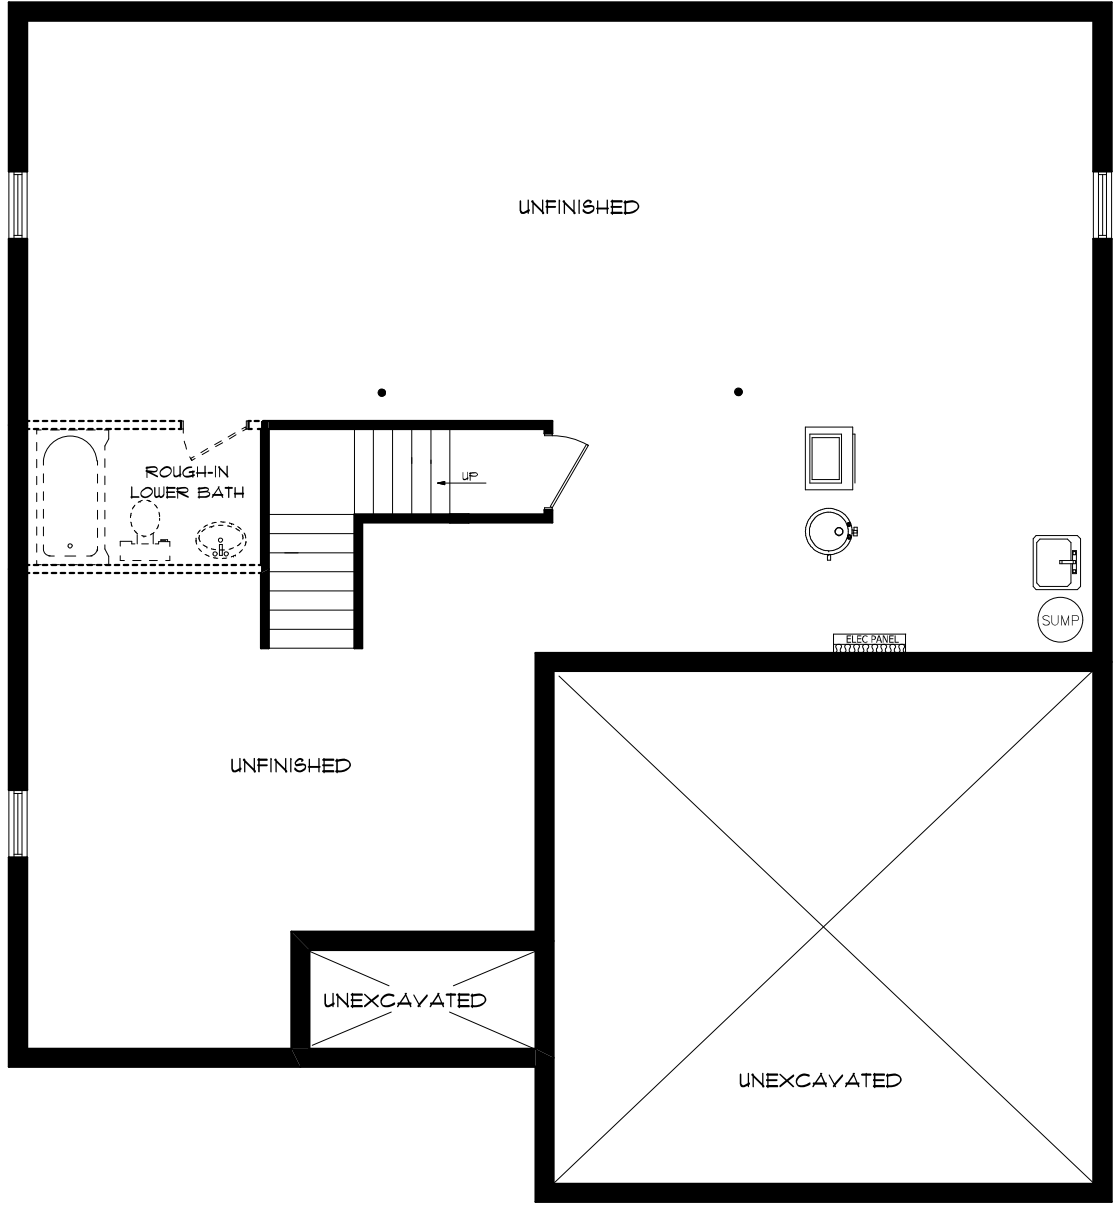 UNFINISHED
ROUGH-IN
LOWER BATH
UP
SUMP
ELEC PANEL
UNFINISHED
UNEXCAVATED
UNEXCAVATED